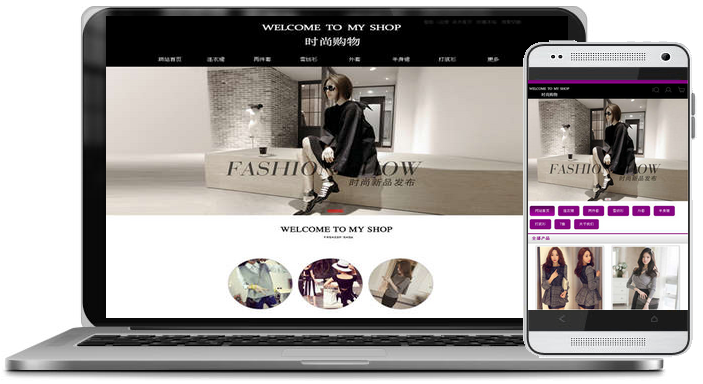 WELCOME TO MY SHOP
时尚购物
网站首页 连衣裙 两件套 雪纺衫 外套 半身裙 打底衫 更多
FASHION SHOW
时尚新品发布
WELCOME TO MY SHOP
WELCOME TO MY SHOP
时尚购物
FASHION SHOW
时尚新品发布
网站首页 连衣裙 两件套 雪纺衫 外套 半身裙
打底衫 T恤 关于我们
全部产品